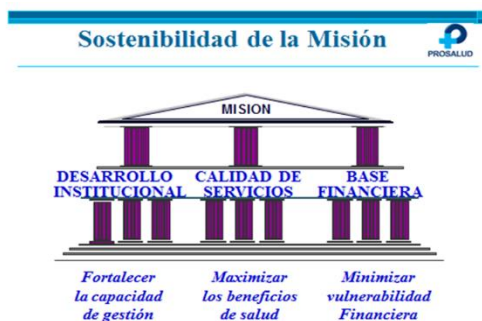 Sostenibilidad de la Misión
PROSALUD
MISION
DESARROLLO INSTITUCIONAL
CALIDAD DE SERVICIOS
BASE FINANCIERA
Fortalecer
la capacidad
de gestión
Maximizar
los beneficios
de salud
Minimizar
vulnerabilidad
Financiera